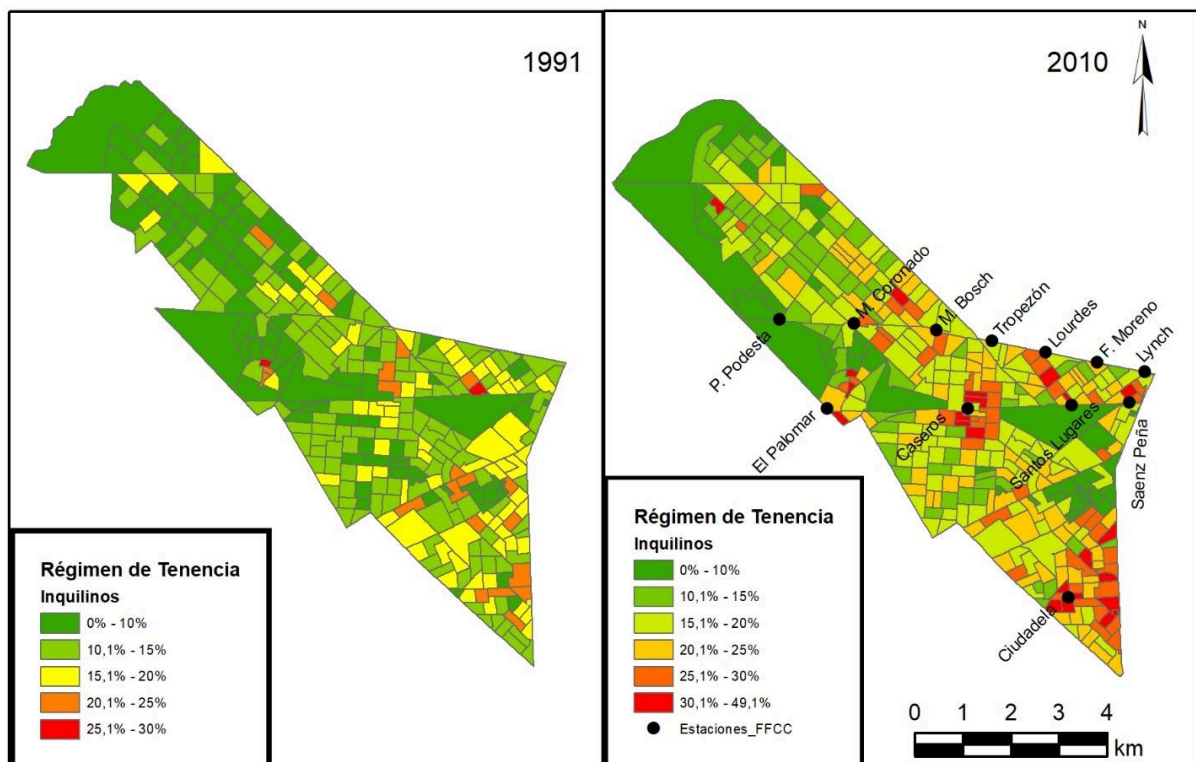 1991
Régimen de Tenencia
Inquilinos
0% - 10%
10,1% - 15%
15,1% - 20%
20,1% - 25%
25,1% - 30%
2010
N
P. Podesta
M. Coronado
M. Bosch
Tropezón
Lourdes
F. Moreno
Lynch
El Palomar
Caseros
Santos Lugares
Saenz Peña
Ciudadela
Régimen de Tenencia
Inquilinos
0% - 10%
10,1% - 15%
15,1% - 20%
20,1% - 25%
25,1% - 30%
30,1% - 49,1%
Estaciones_FFCC
0 1 2 3 4
km